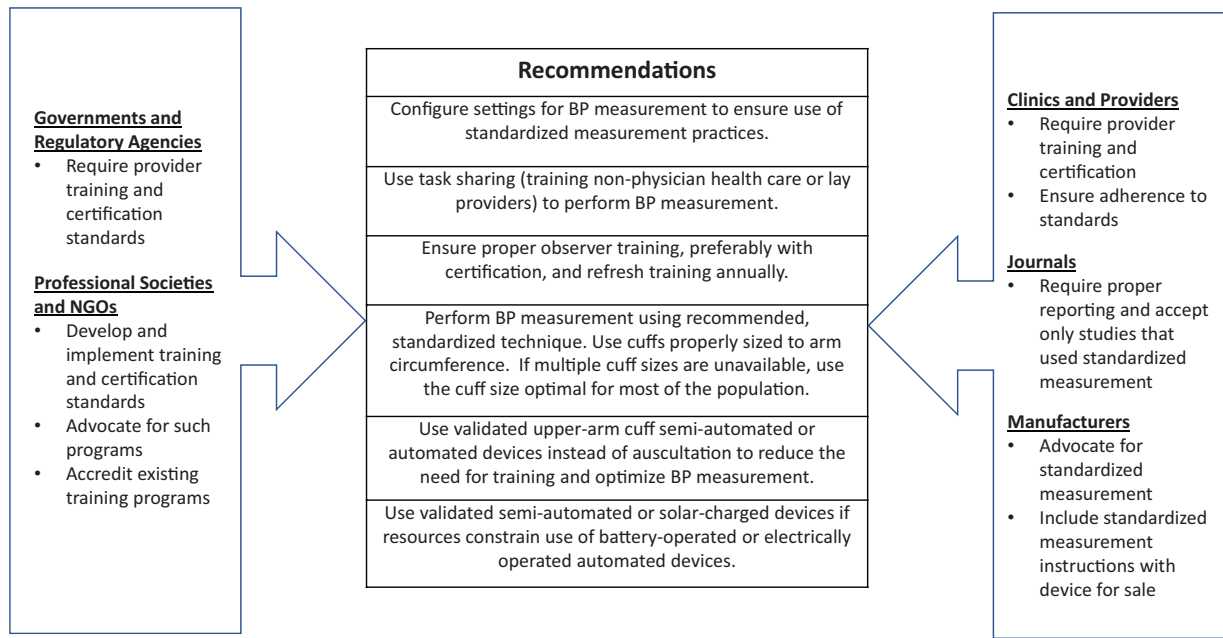 Governments and
Regulatory Agencies
• Require provider
training and
certification
standards
Professional Societies
and NGOs
• Develop and
implement training
and certification
standards
• Advocate for such
programs
• Accredit existing
training programs
Recommendations
Configure settings for BP measurement to ensure use of
standardized measurement practices.
Use task sharing (training non-physician health care or lay
providers) to perform BP measurement.
Ensure proper observer training, preferably with
certification, and refresh training annually.
Perform BP measurement using recommended,
standardized technique. Use cuffs properly sized to arm
circumference. If multiple cuff sizes are unavailable, use
the cuff size optimal for most of the population.
Use validated upper-arm cuff semi-automated or
automated devices instead of auscultation to reduce the
need for training and optimize BP measurement.
Use validated semi-automated or solar-charged devices if
resources constrain use of battery-operated or electrically
operated automated devices.
Clinics and Providers
• Require provider
training and
certification
• Ensure adherence to
standards
Journals
• Require proper
reporting and accept
only studies that
used standardized
measurement
Manufacturers
• Advocate for
standardized
measurement
• Include standardized
measurement
instructions with
device for sale